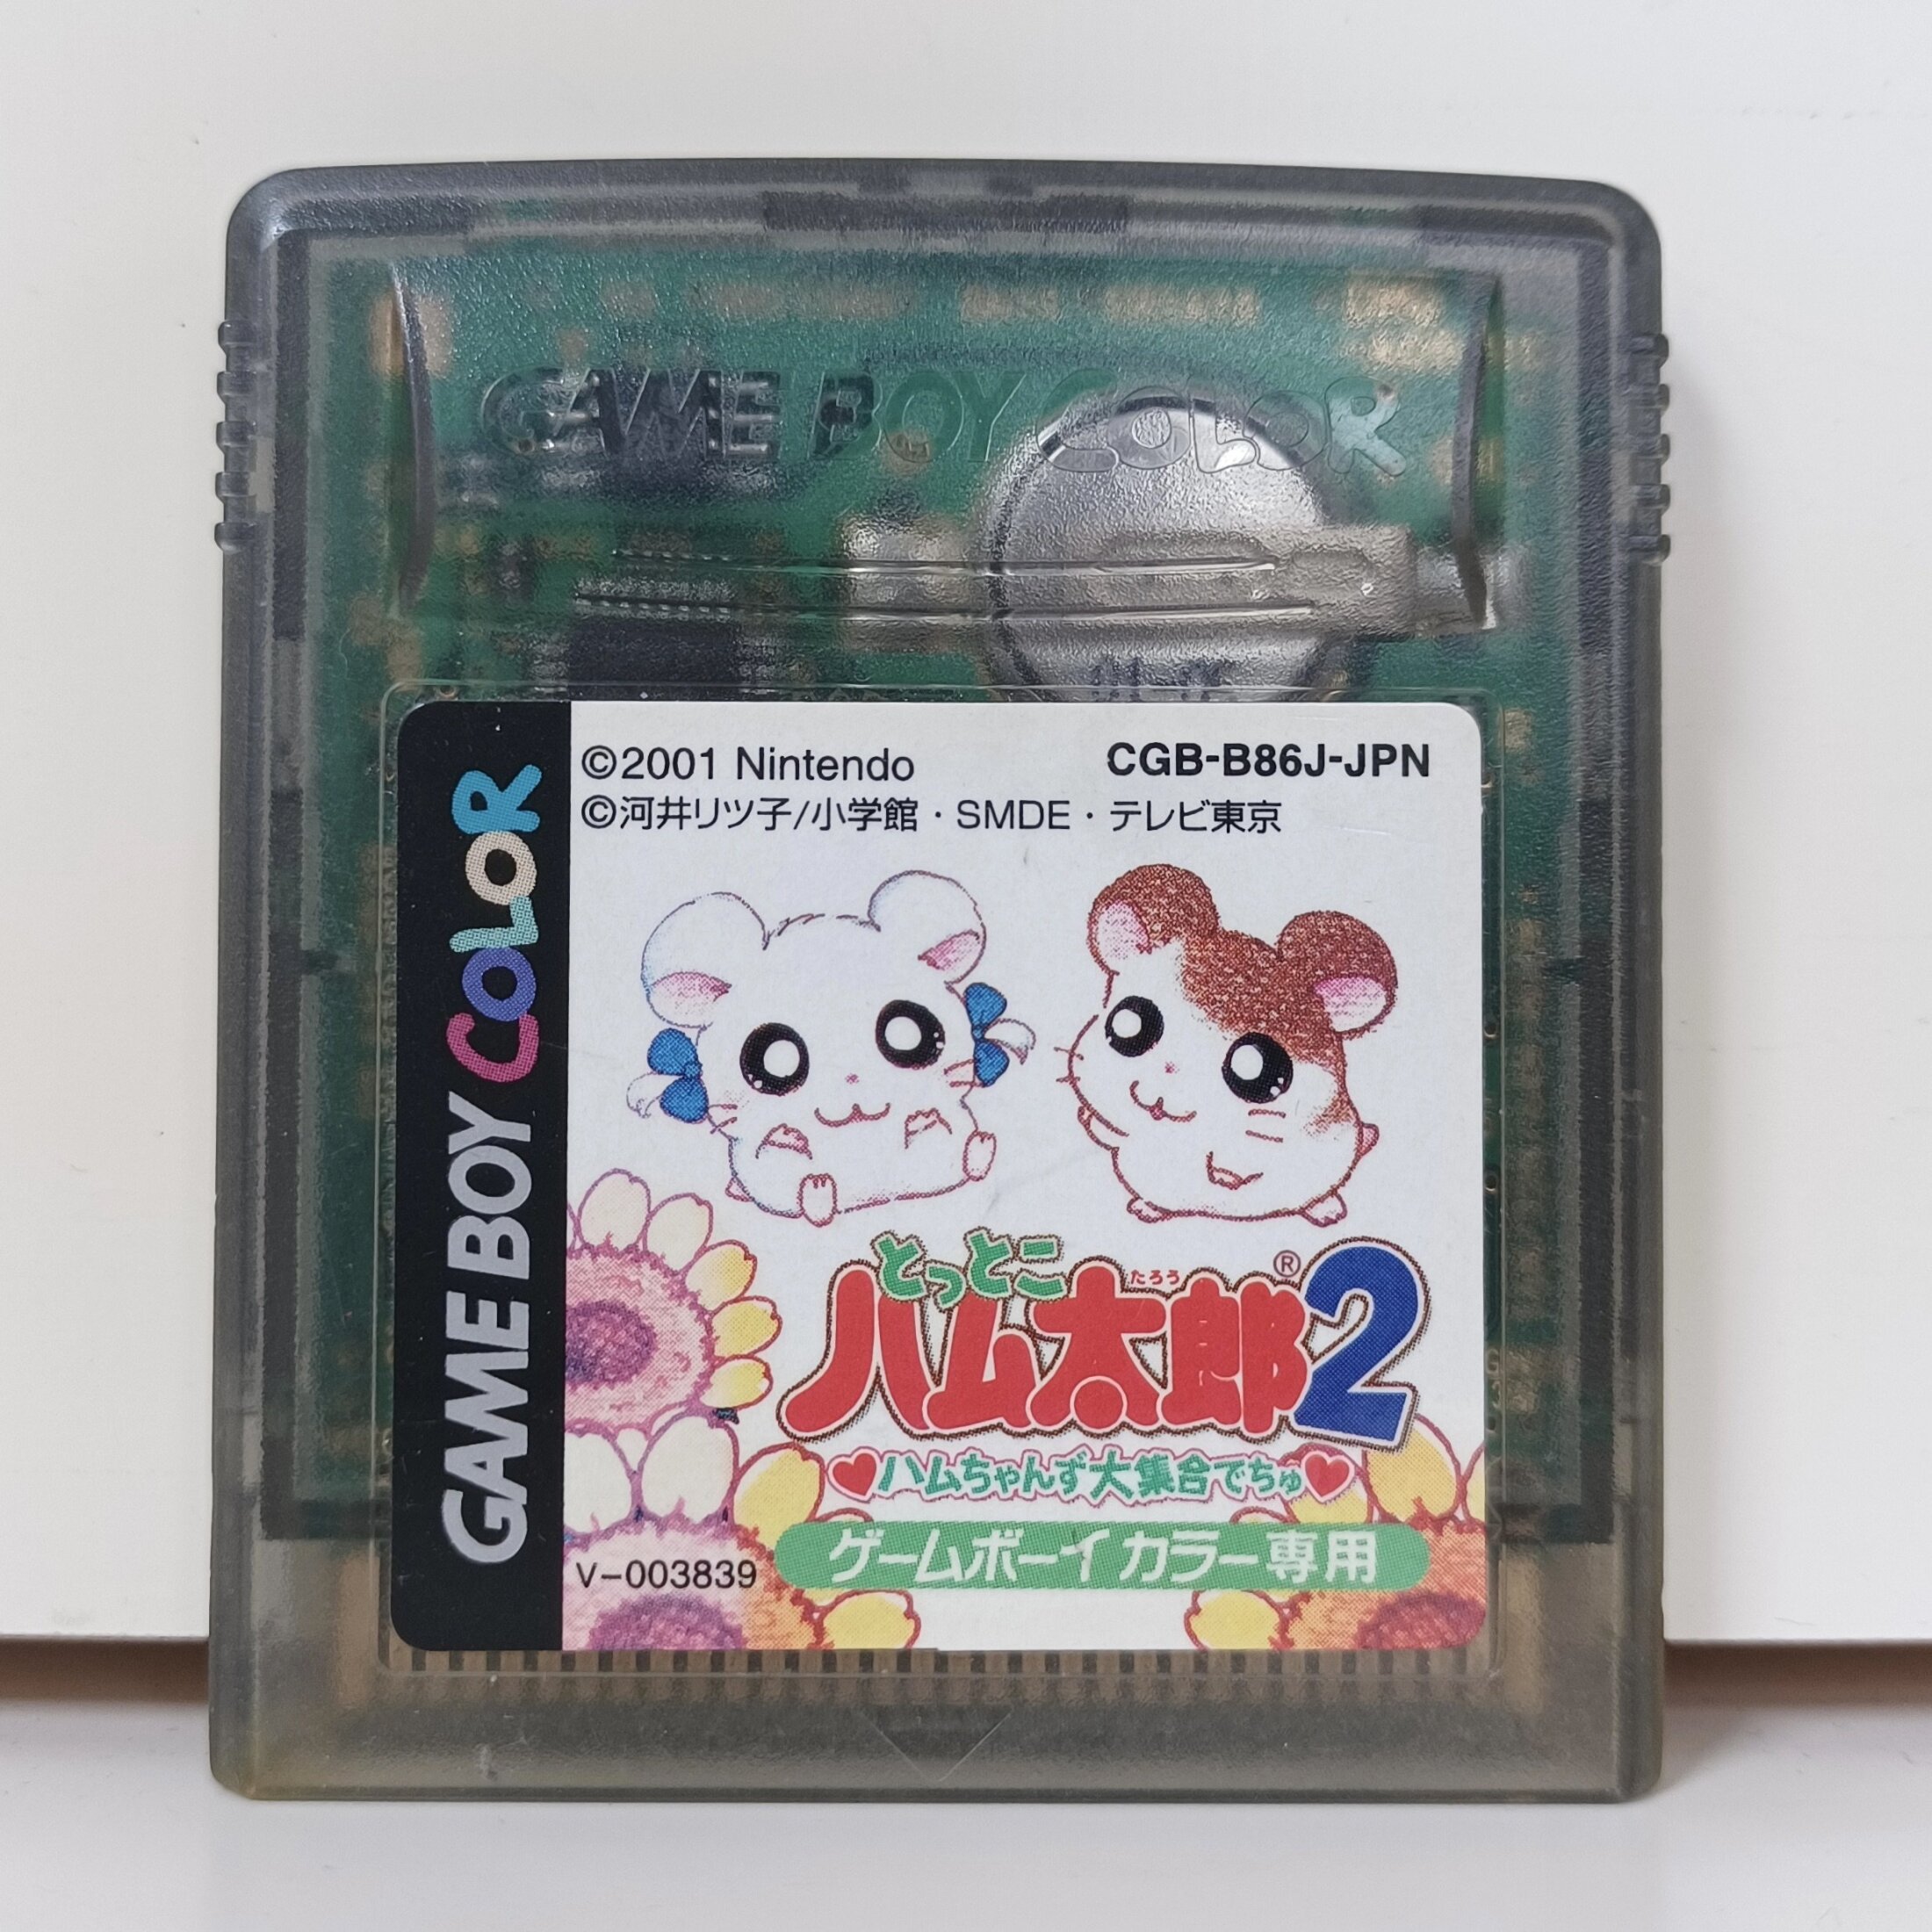 GAME BOY COLOR
GAME BOY COLOR
©2001 Nintendo
CGB-B86J-JPN
©河井リツ子/小学館・SMDE・テレビ東京
とっとこ
たろう
ハム太郎®2
ハムちゃんず大集合でちゅ
ゲームボーイカラー専用
V-003839